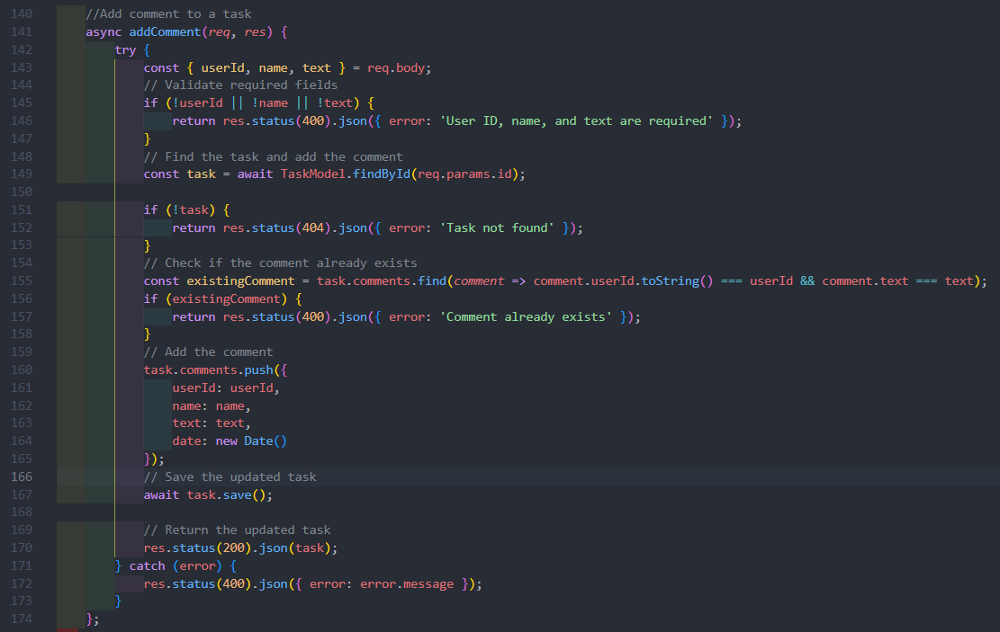 140 //Add comment to a task
141 async addComment(req, res) {
142 try {
143 const { userId, name, text } = req.body;
144 // Validate required fields
145 if (!userId || !name || !text) {
146 return res.status(400).json({ error: 'User ID, name, and text are required' });
147 }
148 // Find the task and add the comment
149 const task = await TaskModel.findById(req.params.id);
150
151 if (!task) {
152 return res.status(404).json({ error: 'Task not found' });
153 }
154 // Check if the comment already exists
155 const existingComment = task.comments.find(comment => comment.userId.toString() === userId && comment.text === text);
156 if (existingComment) {
157 return res.status(400).json({ error: 'Comment already exists' });
158 }
159 // Add the comment
160 task.comments.push({
161 userId: userId,
162 name: name,
163 text: text,
164 date: new Date()
165 });
166 // Save the updated task
167 await task.save();
168
169 // Return the updated task
170 res.status(200).json(task);
171 } catch (error) {
172 res.status(400).json({ error: error.message });
173 }
174 };